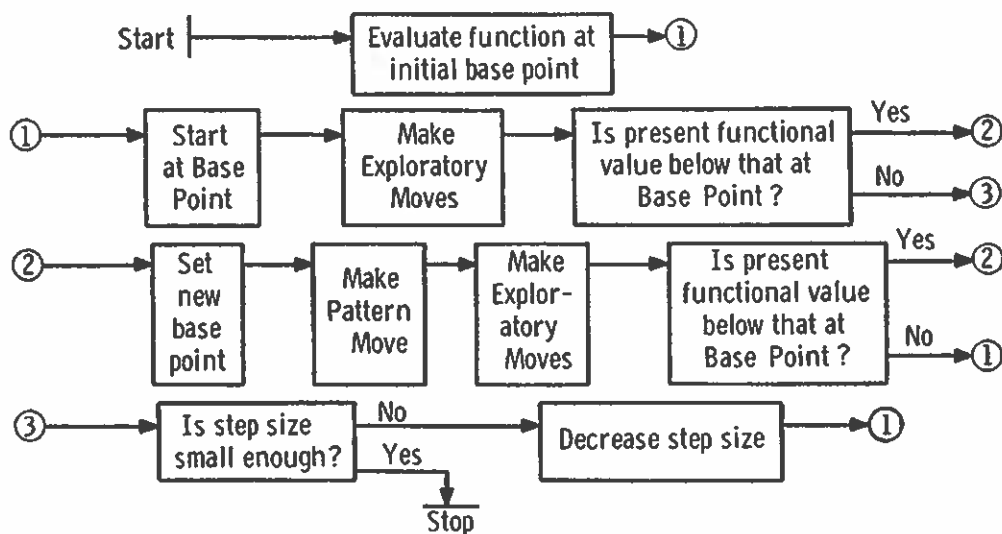 Start
Evaluate function at
initial base point
1
1
Start
at Base
Point
Make
Exploratory
Moves
Is present functional
value below that at
Base Point ?
Yes
2
No
3
2
Set
new
base
point
Make
Pattern
Move
Make
Explor-
atory
Moves
Is present
functional value
below that at
Base Point ?
Yes
2
No
1
3
Is step size
small enough?
No
Yes
Stop
Decrease step size
1